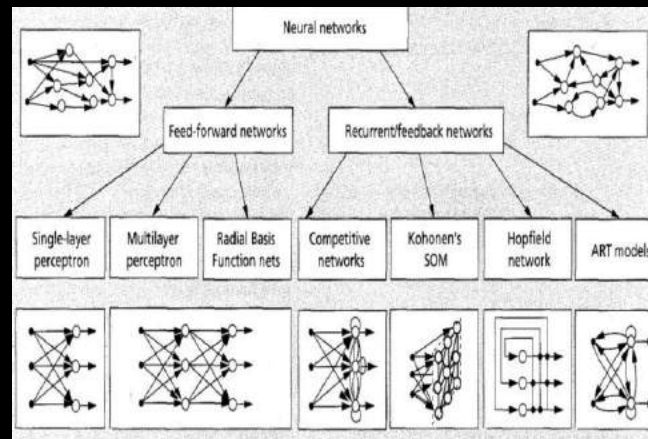 Neural networks
Feed-forward networks
Recurrent/feedback networks
Single-layer
perceptron
Multilayer
perceptron
Radial Basis
Function nets
Competitive
networks
Kohonen's
SOM
Hopfield
network
ART models